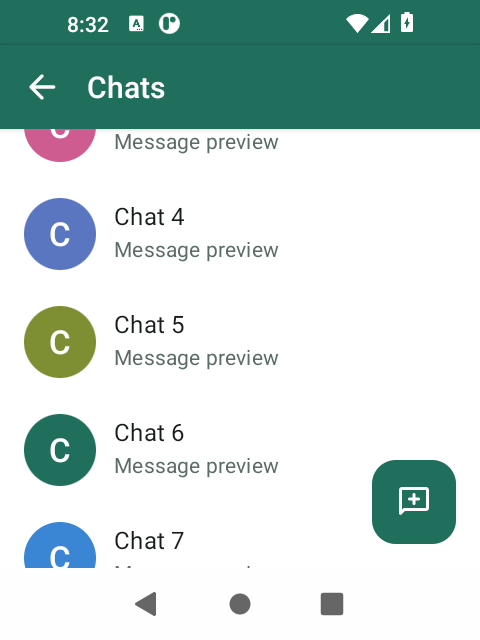 8:32
A
Chats
Message preview
C
Chat 4
Message preview
C
Chat 5
Message preview
C
Chat 6
Message preview
C
Chat 7